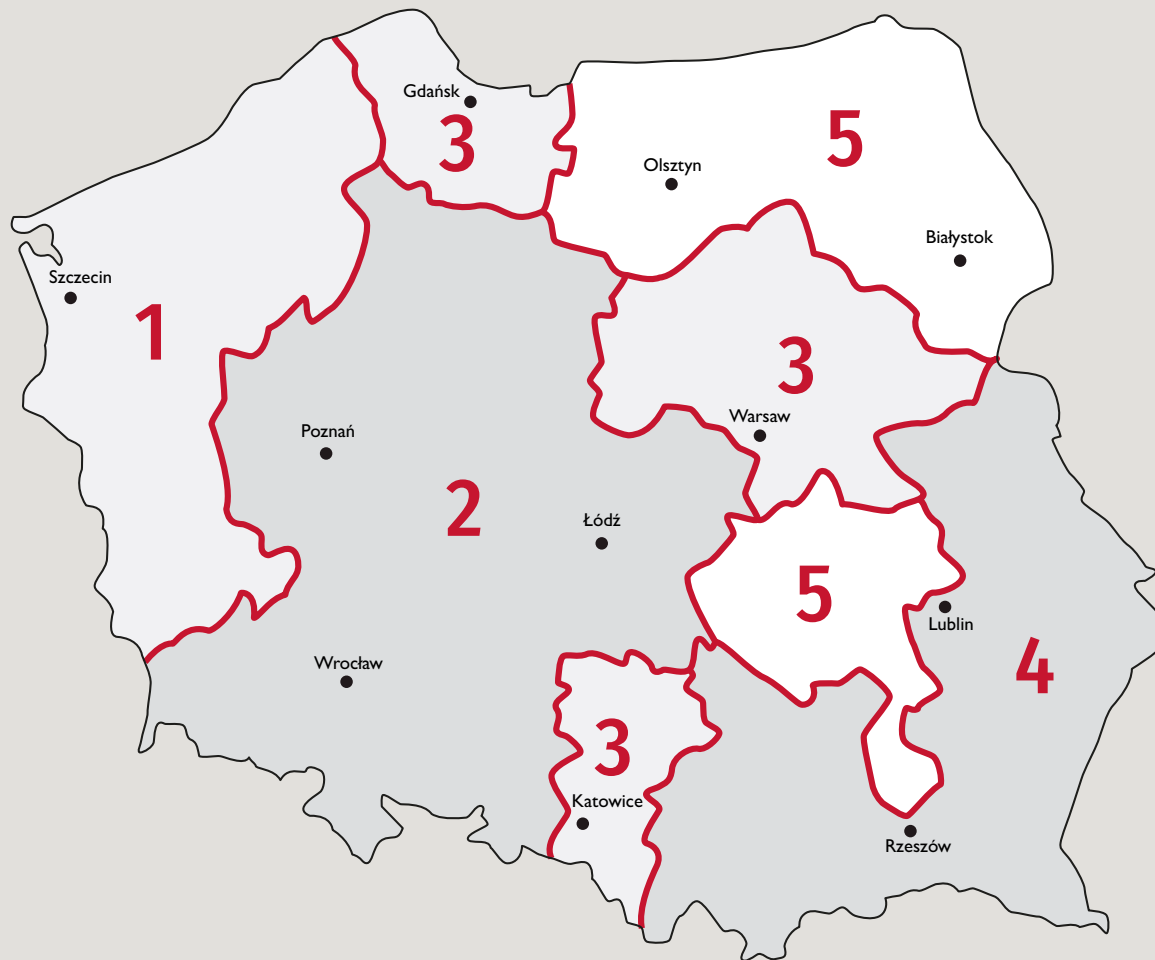 Gdańsk
3
5
Olsztyn
Białystok
Szczecin
1
3
Warsaw
Poznań
2
Łódź
5
Lublin
Wrocław
4
3
Katowice
Rzeszów